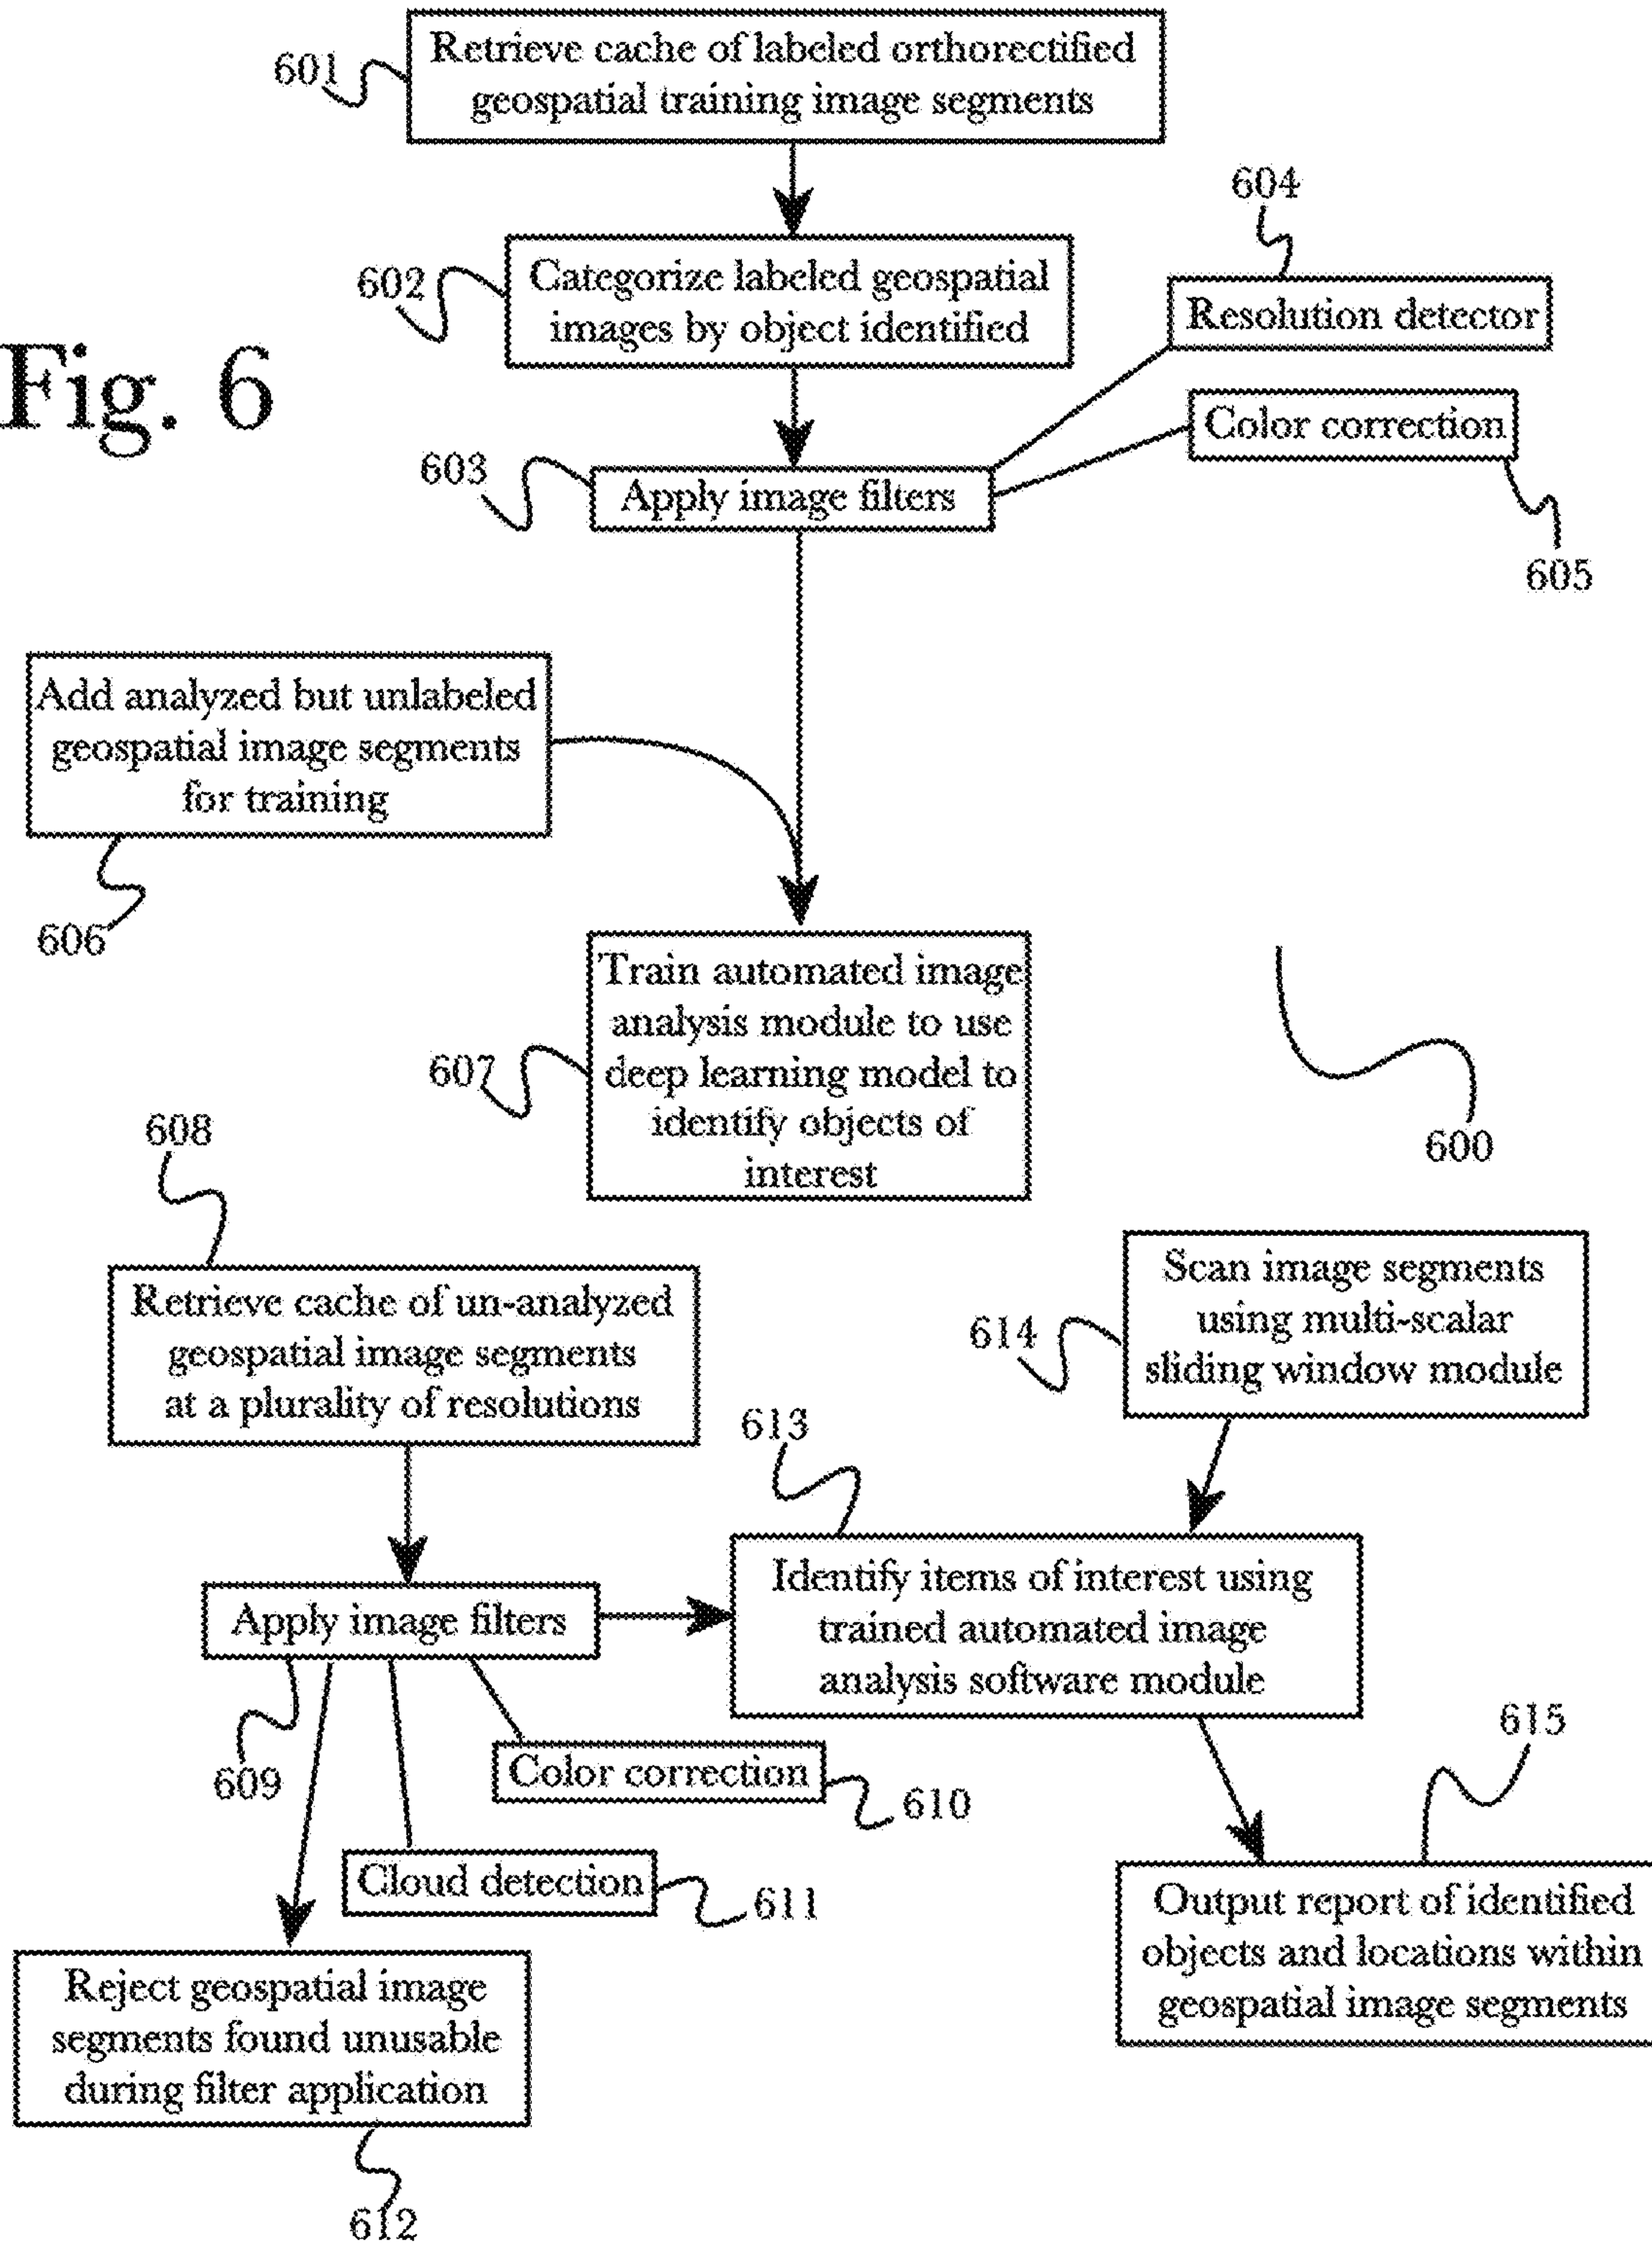 601
Retrieve cache of labeled orthorectified
geospatial training image segments
604
602
Categorize labeled geospatial
images by object identified
Resolution detector
Fig. 6
Color correction
603
Apply image filters
605
Add analyzed but unlabeled
geospatial image segments
for training
606
Train automated image
analysis module to use
deep learning model to
identify objects of
interest
607
600
608
Retrieve cache of un-analyzed
geospatial image segments
at a plurality of resolutions
614
Scan image segments
using multi-scalar
sliding window module
613
Apply image filters
Identify items of interest using
trained automated image
analysis software module
609
Color correction
610
615
Cloud detection
611
Output report of identified
objects and locations within
geospatial image segments
Reject geospatial image
segments found unusable
during filter application
612